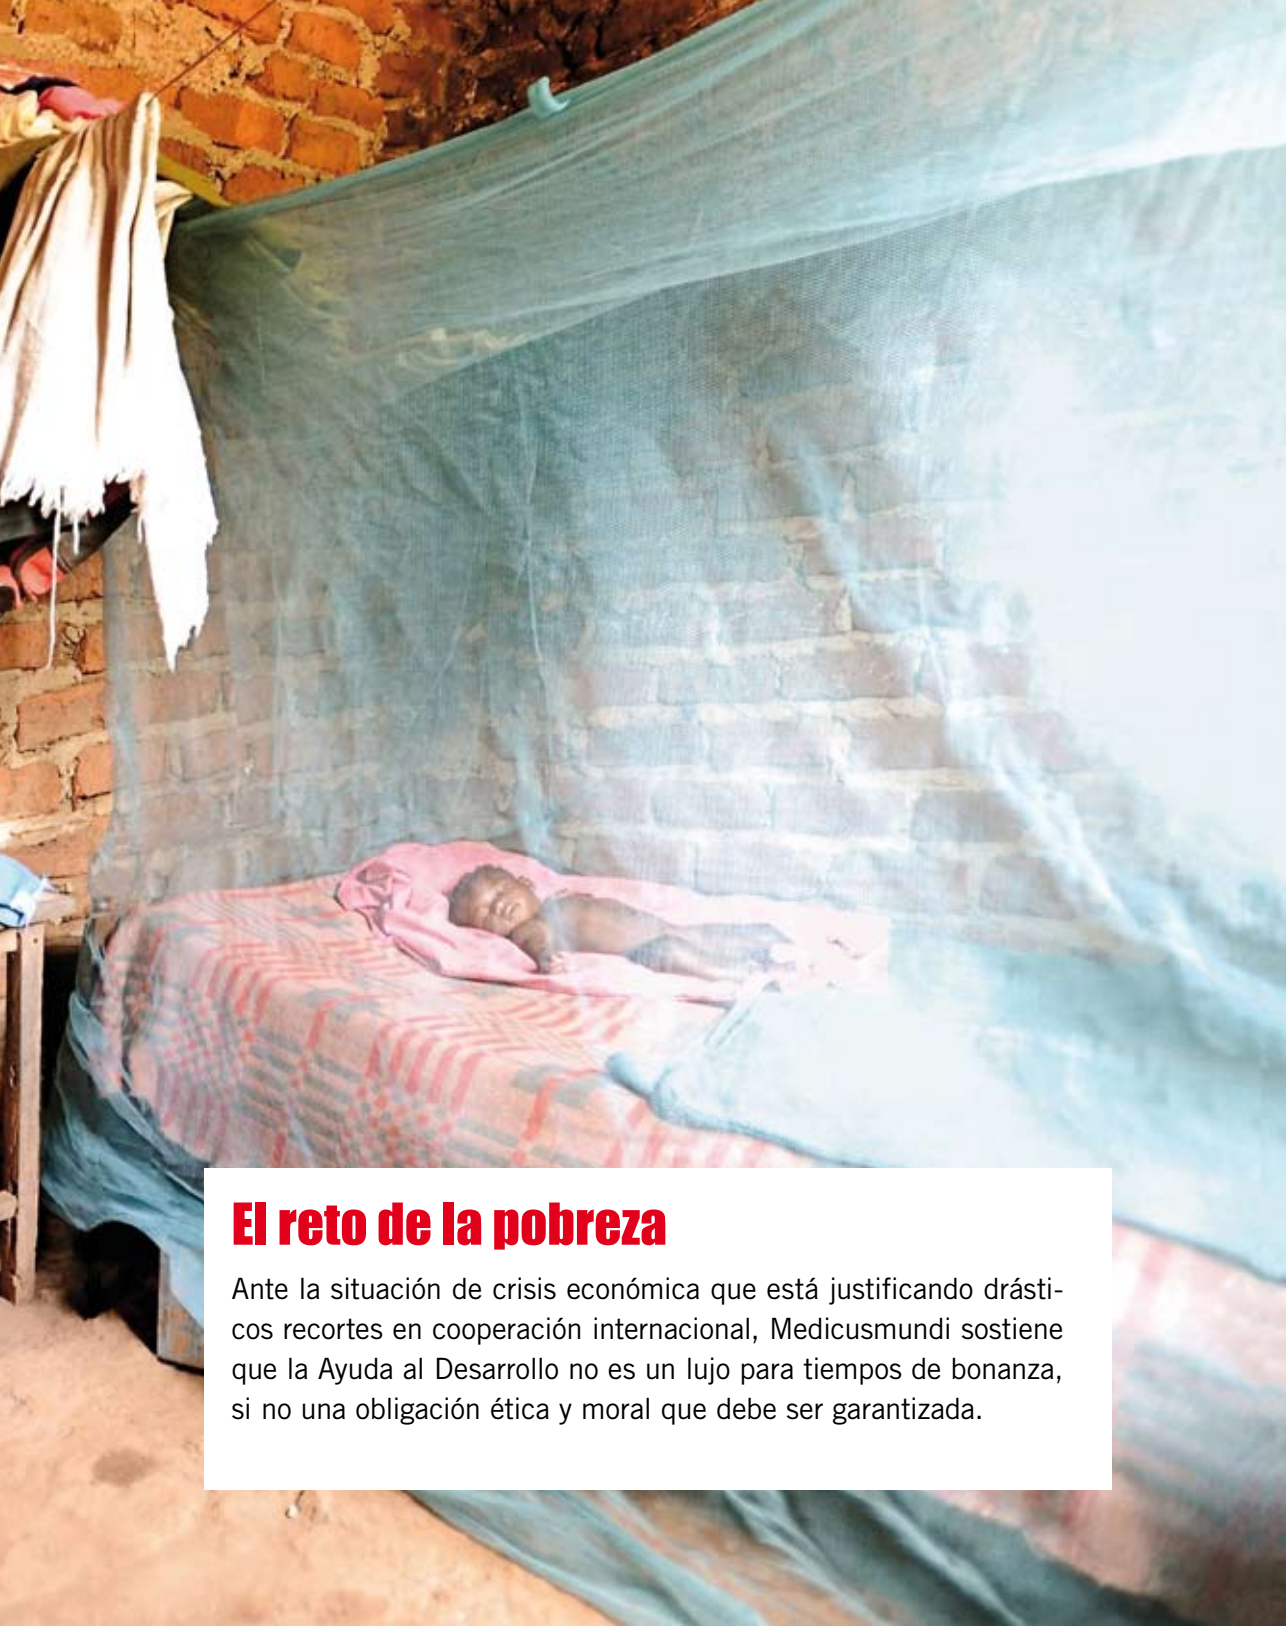 El reto de la pobreza
Ante la situación de crisis económica que está justificando drásti-
cos recortes en cooperación internacional, Medicusmundi sostiene
que la Ayuda al Desarrollo no es un lujo para tiempos de bonanza,
si no una obligación ética y moral que debe ser garantizada.